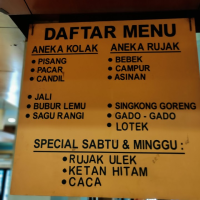 DAFTAR MENU
ANEKA KOLAK
• PISANG
• PACAR
• CANDIL
• JALI
• BUBUR LEMU
• SAGU RANGI
ANEKA RUJAK
• BEBEK
• CAMPUR
• ASINAN
SINGKONG GORENG
• GADO - GADO
LOTEK
SPECIAL SABTU & MINGGU :
• RUJAK ULEK
• KETAN HITAM
• CACA